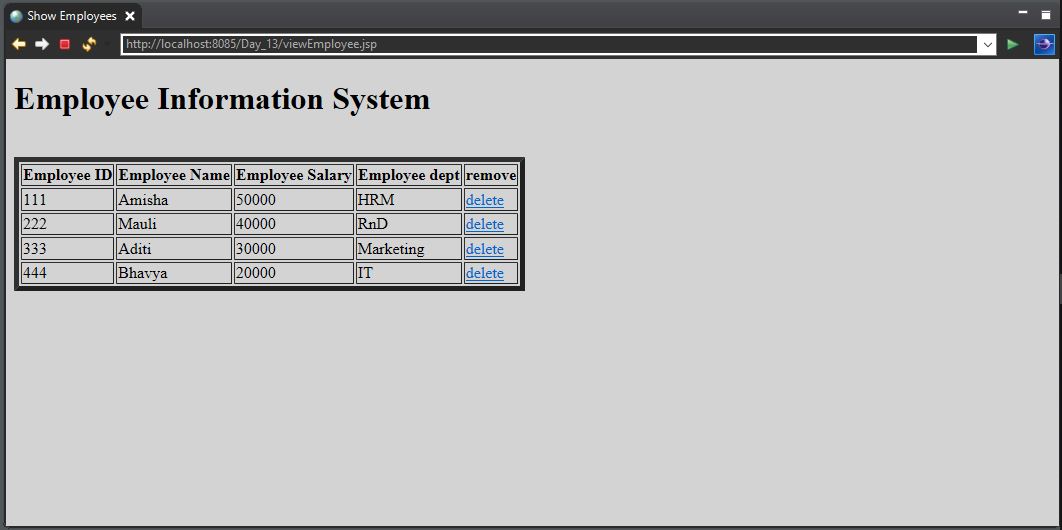 Show Employees
http://localhost:8085/Day_13/viewEmployee.jsp
Employee Information System
Employee ID Employee Name Employee Salary Employee dept remove
111 Amisha 50000 HRM delete
222 Mauli 40000 RnD delete
333 Aditi 30000 Marketing delete
444 Bhavya 20000 IT delete